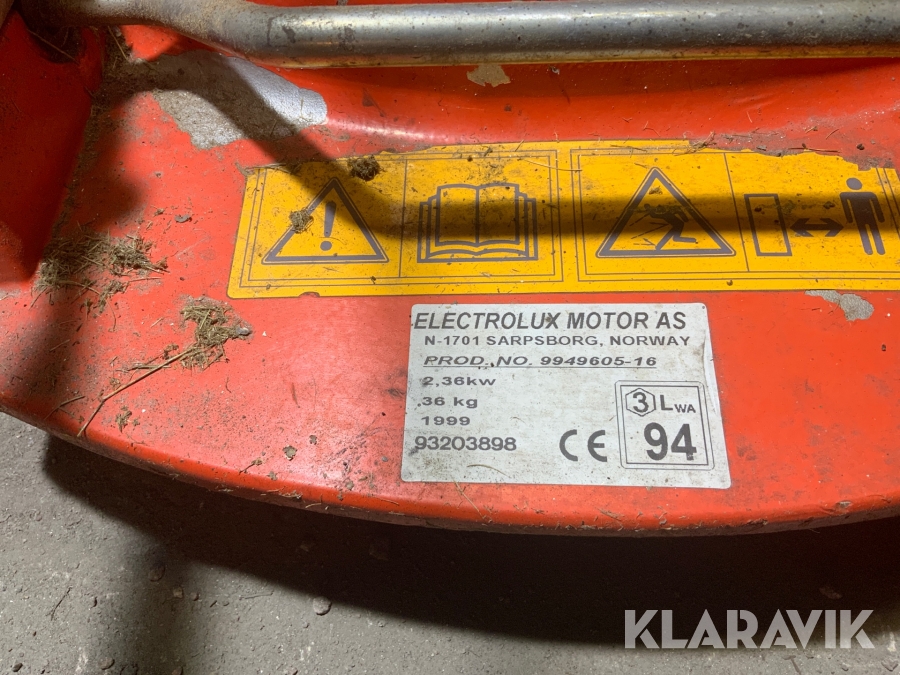 ELECTROLUX MOTOR AS
N-1701 SARPSBORG, NORWAY
PROD. NO. 9949605-16
2,36kw
36 kg
1999
93203898
CE
3 LWA
94
KLARAVIK